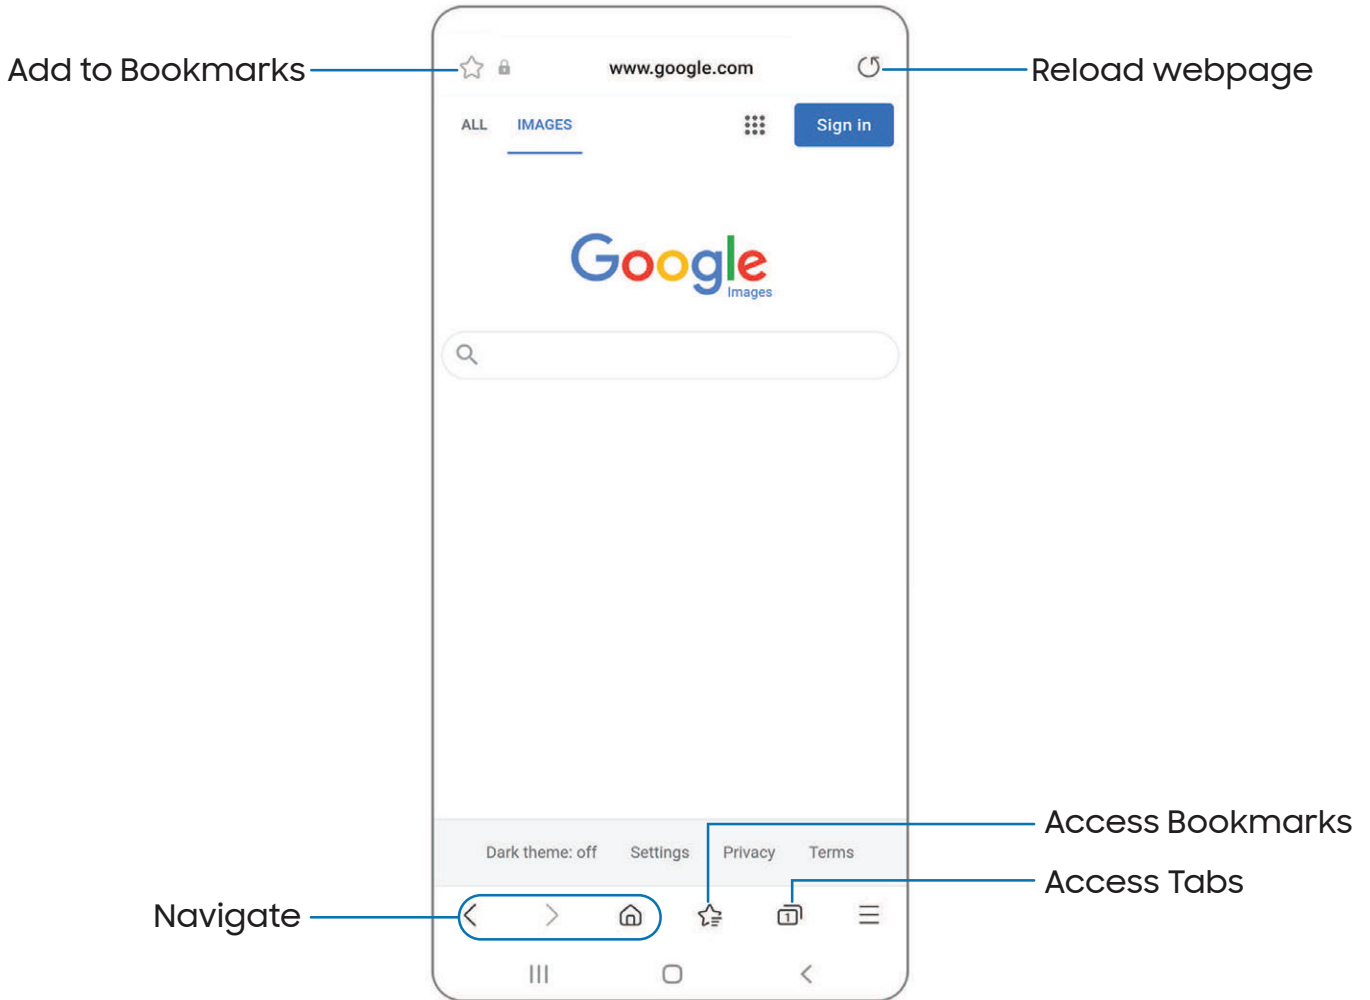 Add to Bookmarks
www.google.com
Reload webpage
ALL IMAGES
Sign in
Google
Images
Access Bookmarks
Dark theme: off Settings Privacy Terms
Access Tabs
Navigate
1